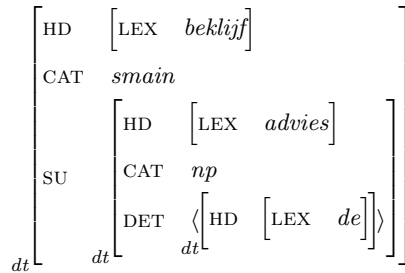 HD [LEX beklijf]
CAT smain
HD [LEX advies]
SU CAT np
DET ⟨ dt [HD [LEX de]]⟩
dt dt